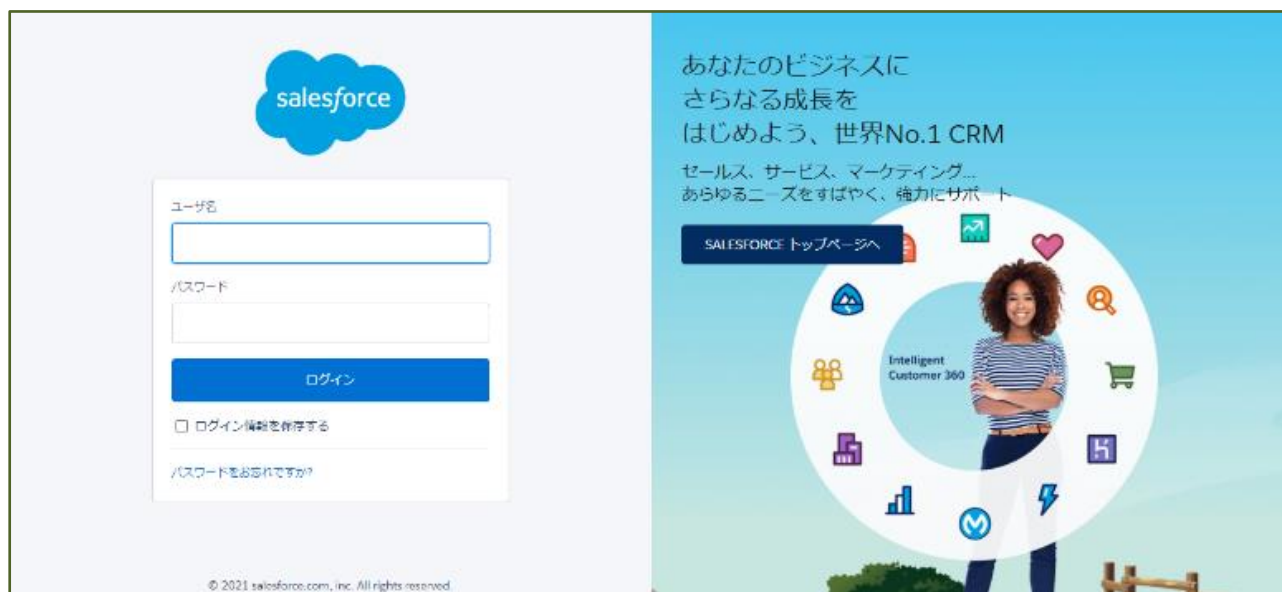 salesforce
ユーザ名
パスワード
ログイン
ログイン情報を保存する
パスワードをお忘れですか?
© 2021 salesforce.com, inc. All rights reserved.
あなたのビジネスに
さらなる成長を
はじめよう、世界No.1 CRM
セールス、サービス、マーケティング...
あらゆるニーズをすばやく、強力にサポート
SALESFORCE トップページへ
Intelligent
Customer 360